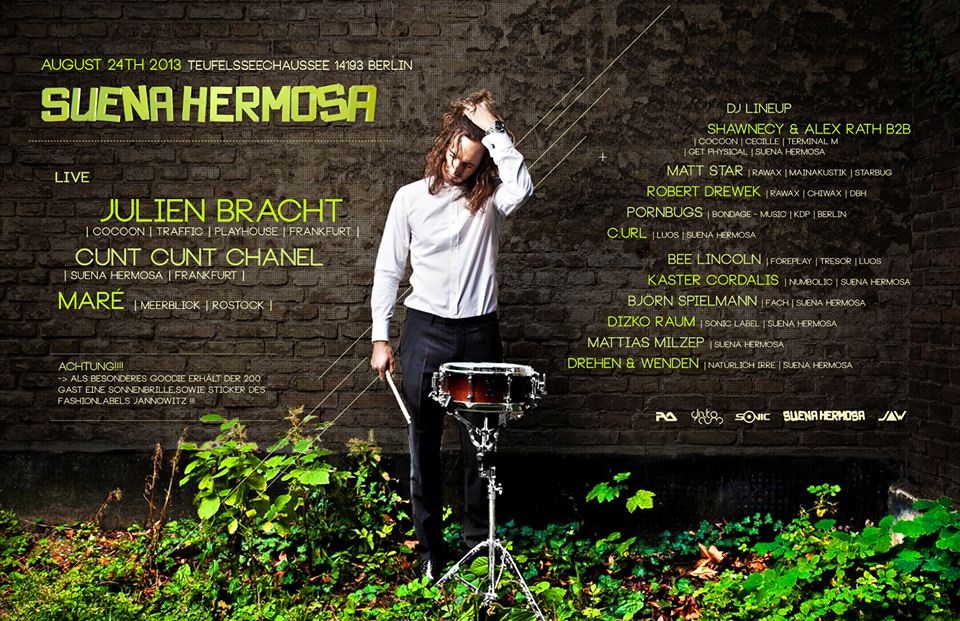 AUGUST 24TH 2013 TEUFELSSEECHAUSSEE 14193 BERLIN
SUENA HERMOSA
LIVE
JULIEN BRACHT
| COCOON | TRAFFIC | PLAYHOUSE | FRANKFURT |
CUNT CUNT CHANEL
| SUENA HERMOSA | FRANKFURT |
MARÉ | MEERBLICK | ROSTOCK |
ACHTUNG!!!!
-> ALS BESONDERES GOODIE ERHÄLT DER 200
GAST EINE SONNENBRILLE,SOWIE STICKER DES
FASHIONLABELS JANNOWITZ !!!
DJ LINEUP
SHAWNECY & ALEX RATH B2B
| COCOON | CECILLE | TERMINAL M
| GET PHYSICAL | SUENA HERMOSA
MATT STAR | RAWAX | MAINAKUSTIK | STARBUG
ROBERT DREWEK | RAWAX | CHIWAX | DBH
PORNBUGS | BONDAGE - MUSIC | KDP | BERLIN
C.URL | LUOS | SUENA HERMOSA
BEE LINCOLN | FOREPLAY | TRESOR | LUOS
KASTER CORDALIS | NUMBOLIC | SUENA HERMOSA
BJÖRN SPIELMANN | FACH | SUENA HERMOSA
DIZKO RAUM | SONIC LABEL | SUENA HERMOSA
MATTIAS MILZEP | SUENA HERMOSA
DREHEN & WENDEN | NATURLICH IRRE | SUENA HERMOSA
SONIC SUENA HERMOSA JAW